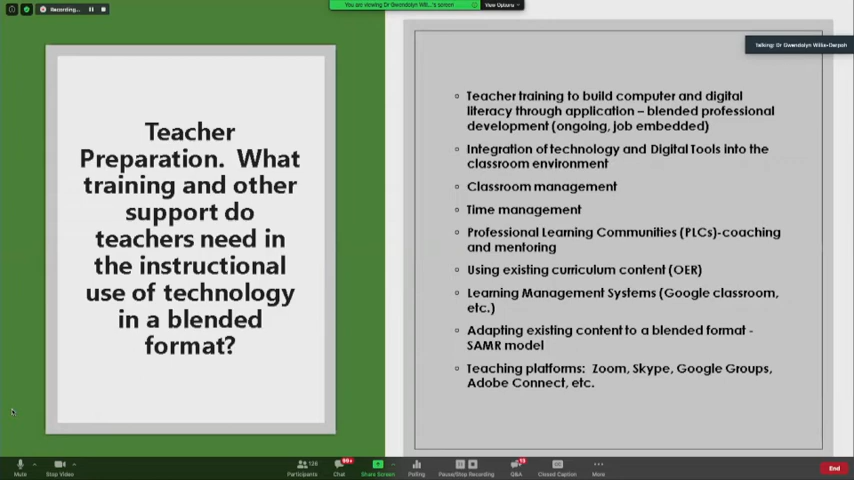 Recording...
You are viewing Dr Gwendolyn Willi...'s screen
View Options
Talking: Dr Gwendolyn Willie-Darpoh
Teacher
Preparation. What
training and other
support do
teachers need in
the instructional
use of technology
in a blended
format?
Teacher training to build computer and digital
literacy through application – blended professional
development (ongoing, job embedded)
Integration of technology and Digital Tools into the
classroom environment
Classroom management
Time management
Professional Learning Communities (PLCs)-coaching
and mentoring
Using existing curriculum content (OER)
Learning Management Systems (Google classroom,
etc.)
Adapting existing content to a blended format -
SAMR model
Teaching platforms: Zoom, Skype, Google Groups,
Adobe Connect, etc.
Mute
Stop Video
Participants
126
Chat
Share Screen
Polling
Pause/Stop Recording
Q&A
Closed Caption
More
End